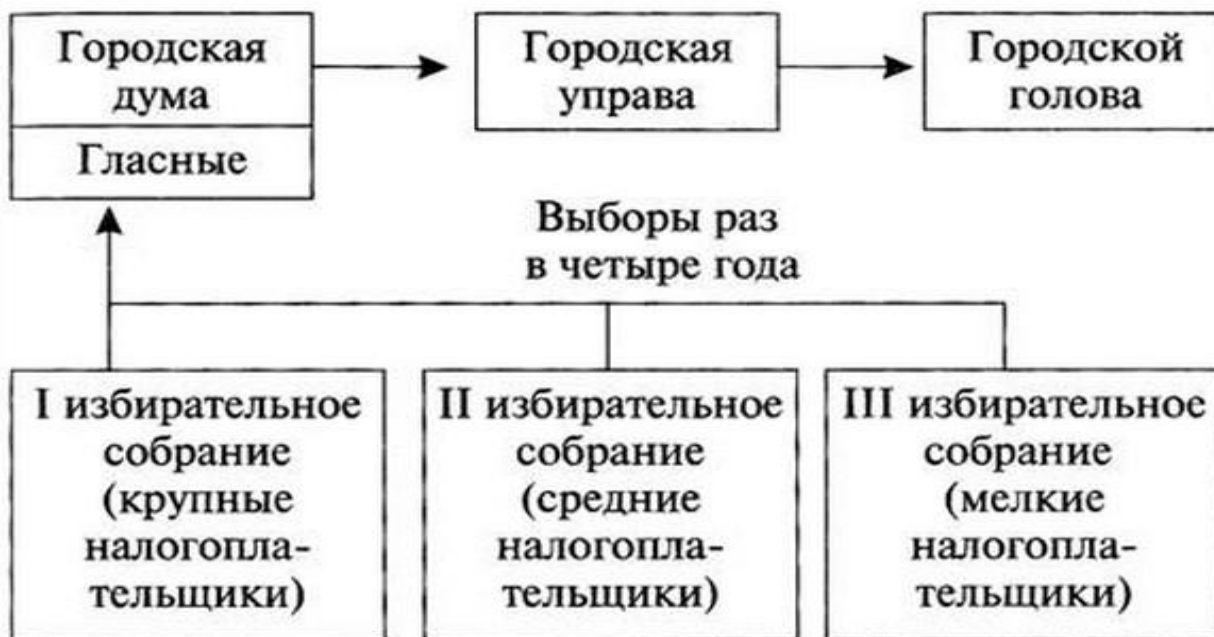 Городская
дума
Гласные
Городская
управа
Городской
голова
Выборы раз
в четыре года
I избирательное
собрание
(крупные
налогопла-
тельщики)
II избирательное
собрание
(средние
налогопла-
тельщики)
III избирательное
собрание
(мелкие
налогопла-
тельщики)